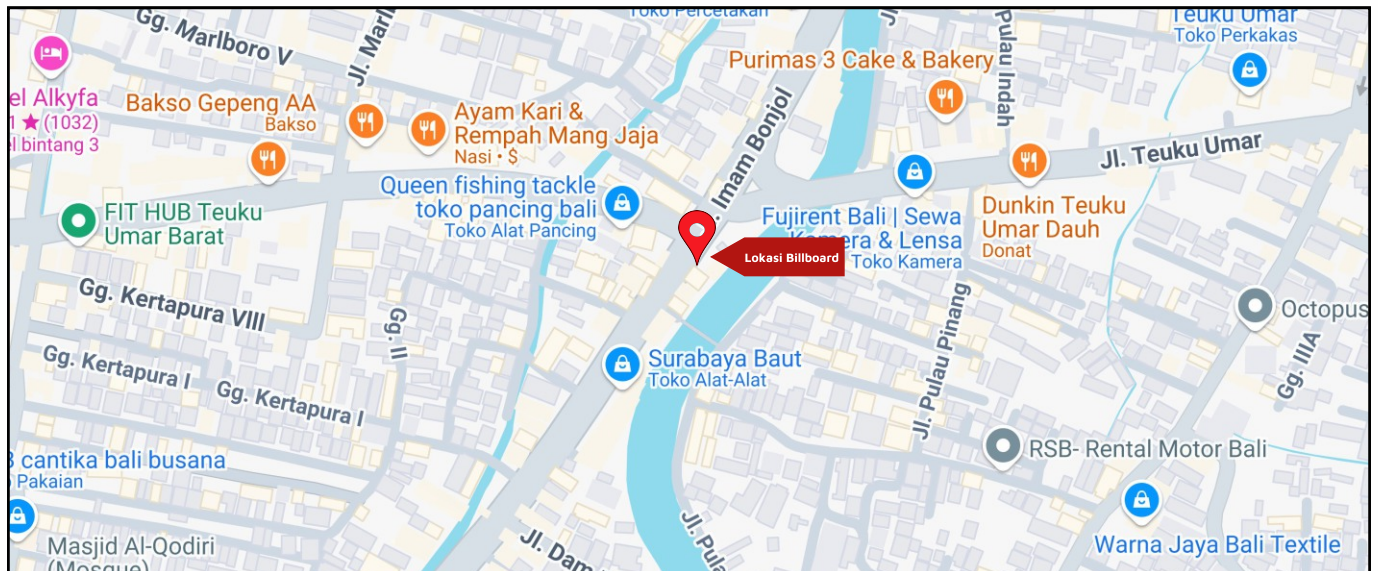 Toko Percetakan
Teuku Umar
Toko Perkakas
Gg. Marlboro V
Jl. Marl
Purimas 3 Cake & Bakery
Pulau Indah
el Alkyfa
1 ★ (1032)
el bintang 3
Bakso Gepeng AA
Bakso
Ayam Kari &
Rempah Mang Jaja
Nasi • $
. Imam Bonjol
Jl. Teuku Umar
Queen fishing tackle
toko pancing bali
Toko Alat Pancing
FIT HUB Teuku
Umar Barat
Fujirent Bali | Sewa
Kamera & Lensa
Toko Kamera
Dunkin Teuku
Umar Dauh
Donat
Lokasi Billboard
Gg. Kertapura VIII
Gg. II
Octopus
Gg. IIIA
Jl. Pulau Pinang
Surabaya Baut
Toko Alat-Alat
Gg. Kertapura I
Gg. Kertapura I
RSB- Rental Motor Bali
3 cantika bali busana
Pakaian
Masjid Al-Qodiri
(Mosque)
Jl. Dam
Jl. Pula
Warna Jaya Bali Textile